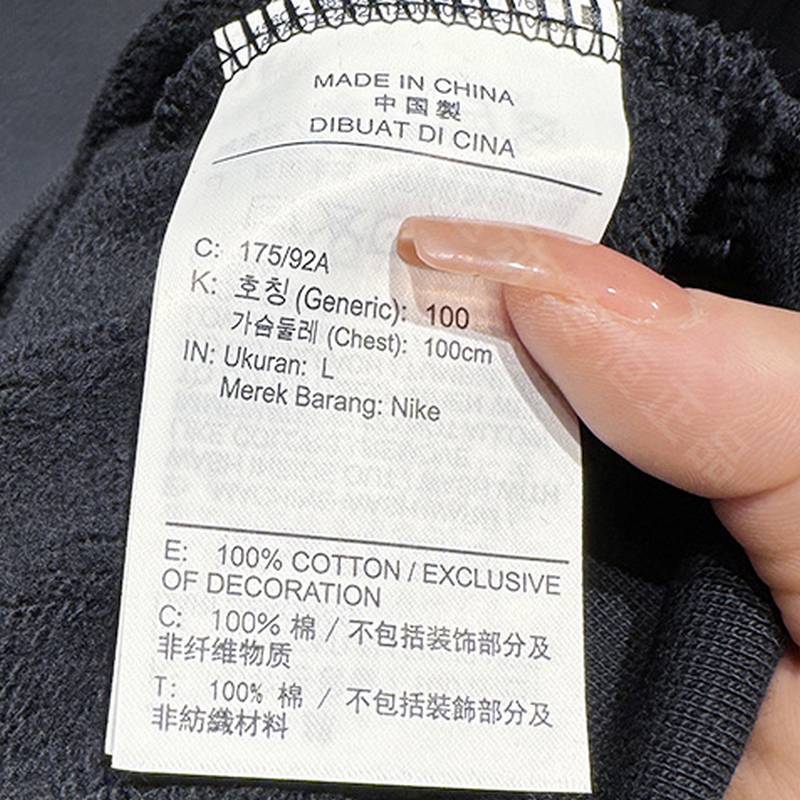 MADE IN CHINA
中国製
DIBUAT DI CINA
C: 175/92A
K: 호칭 (Generic): 100
가슴둘레 (Chest): 100cm
IN: Ukuran: L
Merek Barang: Nike
E: 100% COTTON / EXCLUSIVE
OF DECORATION
C: 100% 棉 / 不包括装饰部分及
非纤维物质
T: 100% 棉 / 不包括裝飾部分及
非紡織材料